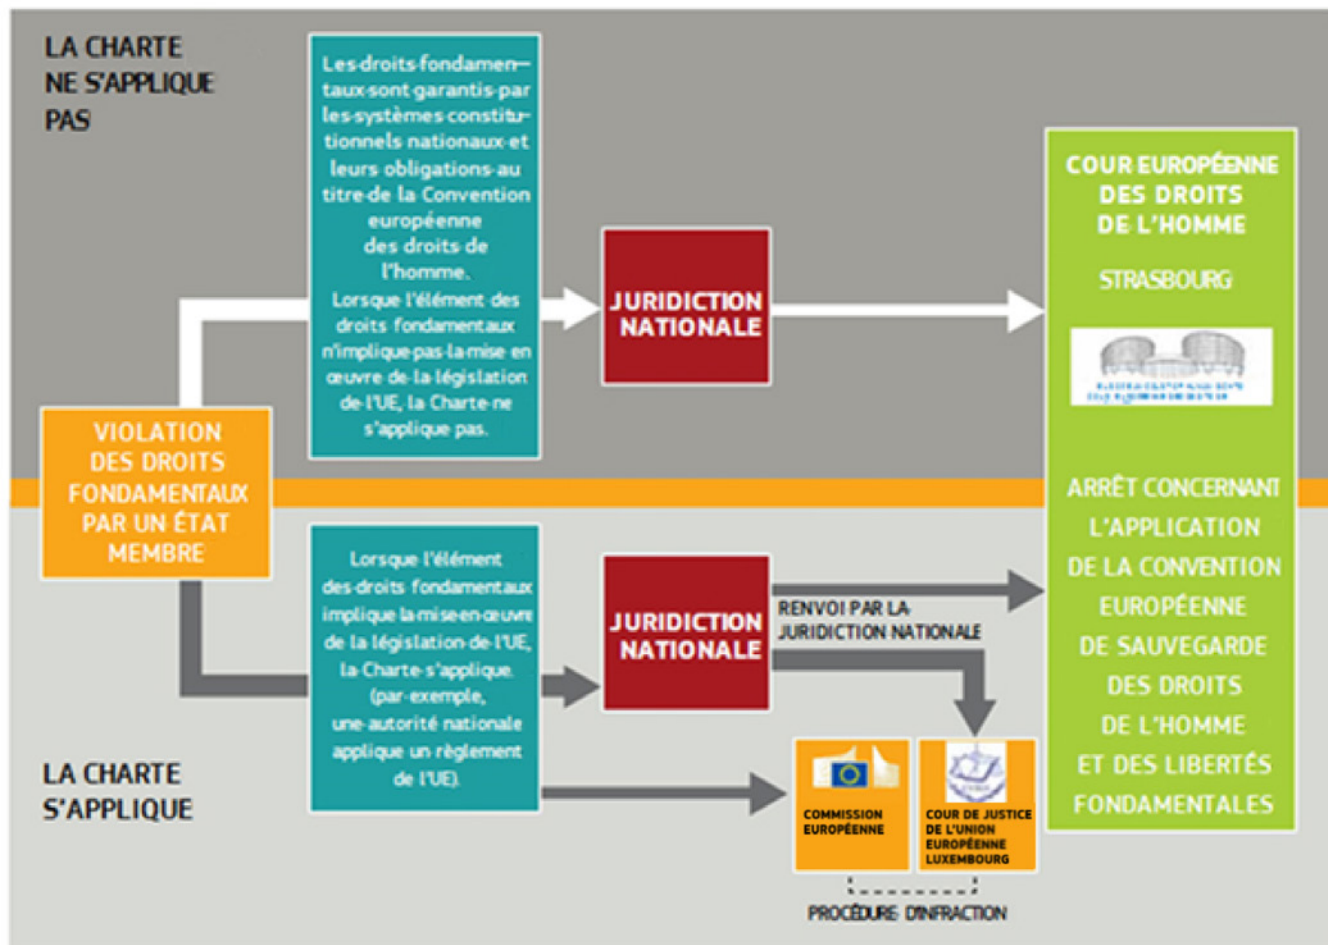 LA CHARTE
NE S'APPLIQUE
PAS
Les droits fondamen-
taux sont garantis par
les systèmes constitu-
tionnels nationaux et
leurs obligations au
titre de la Convention
européenne
des droits de
l'homme.
Lorsque l'élément des
droits fondamentaux
n'implique pas la mise en
œuvre de la législation
de l'UE, la Charte ne
s'applique pas.
JURIDICTION
NATIONALE
COUR EUROPÉENNE
DES DROITS
DE L'HOMME
STRASBOURG
VIOLATION
DES DROITS
FONDAMENTAUX
PAR UN ÉTAT
MEMBRE
ARRÊT CONCERNANT
L'APPLICATION
DE LA CONVENTION
EUROPÉENNE
DE SAUVEGARDE
DES DROITS
DE L'HOMME
ET DES LIBERTÉS
FONDAMENTALES
Lorsque l'élément
des droits fondamentaux
implique la mise en œuvre
de la législation de l'UE,
la Charte s'applique
(par exemple,
une autorité nationale
applique un règlement
de l'UE).
JURIDICTION
NATIONALE
RENVOI PAR LA
JURIDICTION NATIONALE
LA CHARTE
S'APPLIQUE
COMMISSION
EUROPÉENNE
COUR DE JUSTICE
DE L'UNION
EUROPÉENNE
LUXEMBOURG
PROCÉDURE D'INFRACTION